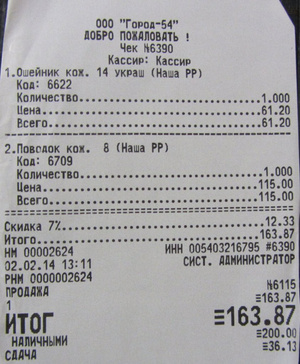 ООО "Город-54"
ДОБРО ПОЖАЛОВАТЬ !
Чек №6390
Кассир: Кассир
1.Ошейник кож. 14 украш (Наша РР)
Код: 6622
Количество.....1.000
Цена.....61.20
Всего.....61.20
2.Поводок кож. 8 (Наша РР)
Код: 6709
Количество.....1.000
Цена.....115.00
Всего.....115.00
Скидка 7%.....12.33
Итого.....163.87
НМ 00002624 ИНН 005403216795 #6390
02.02.14 13:11 СИСТ. АДМИНИСТРАТОР
РНМ 0000002624
ПРОДАЖА №6115
1 ≡163.87
ИТОГ ≡163.87
НАЛИЧНЫМИ ≡200.00
СДАЧА ≡36.13